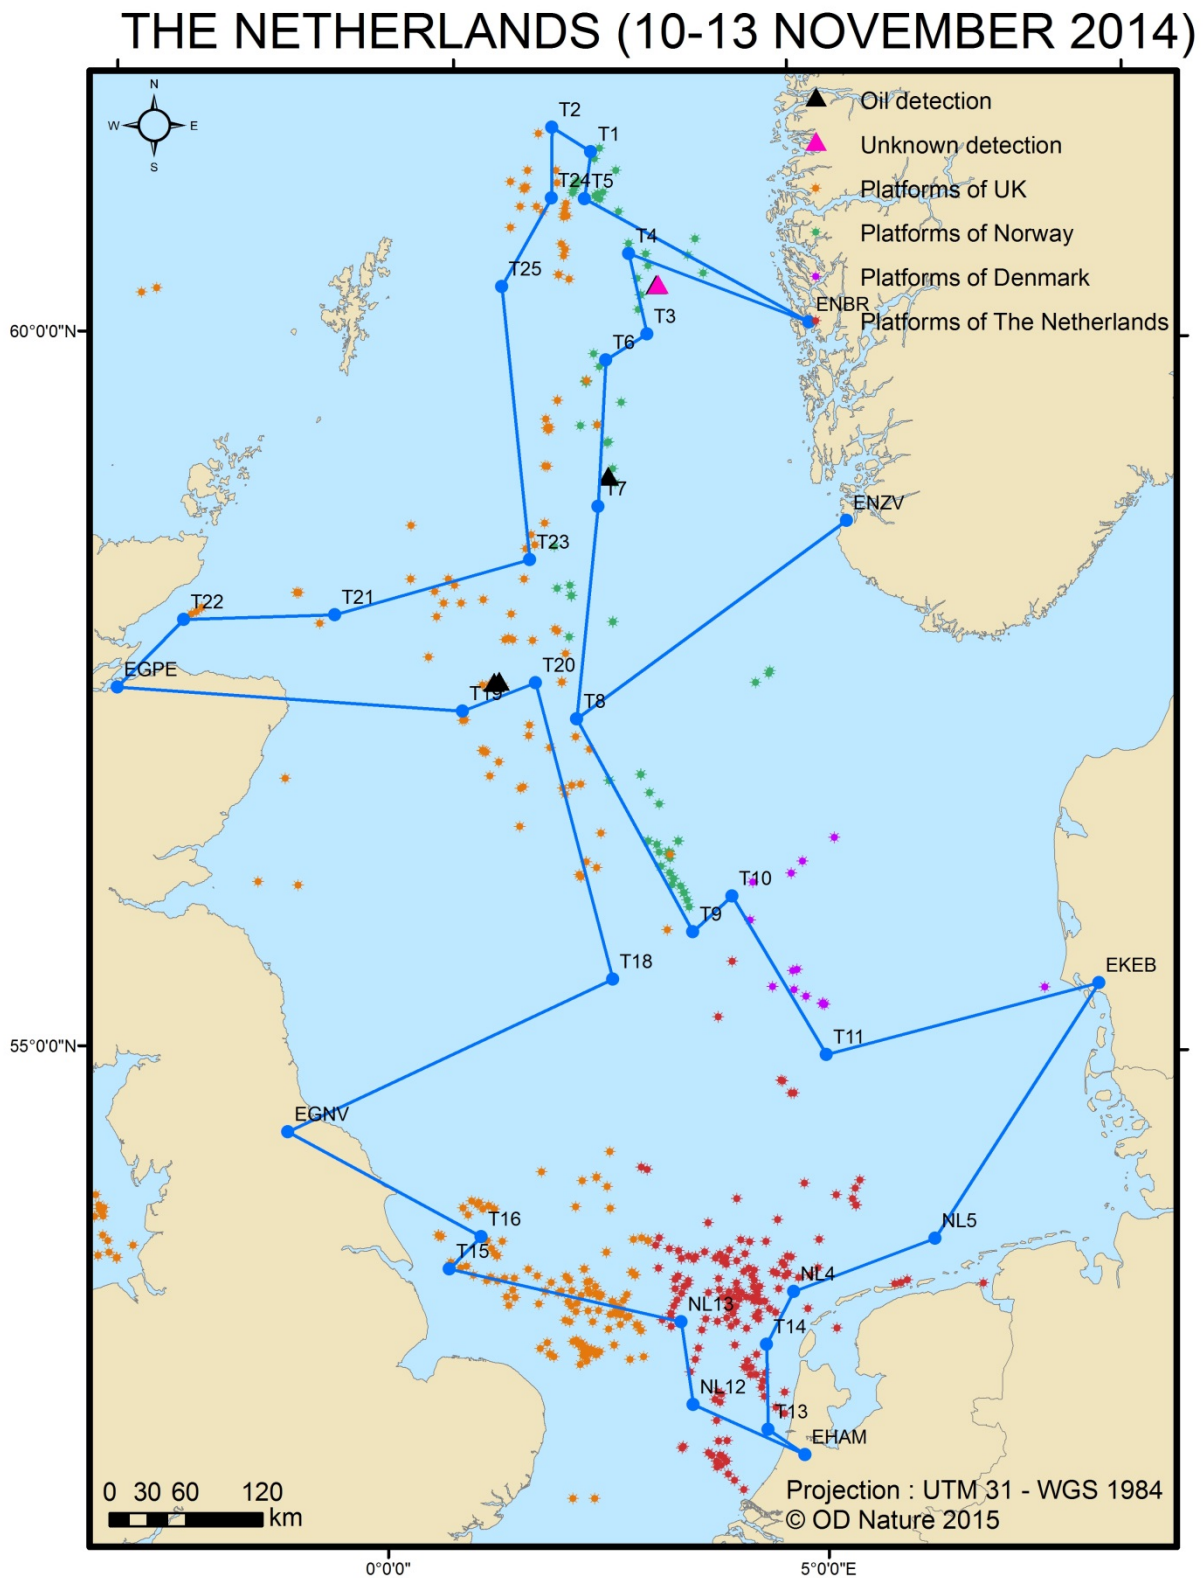 THE NETHERLANDS (10-13 NOVEMBER 2014)
N
W E
S
Oil detection
Unknown detection
Platforms of UK
Platforms of Norway
Platforms of Denmark
Platforms of The Netherlands
T2
T1
T24
T5
T4
T25
ENBR
60°0'0"N
T3
T6
T7
ENZV
T23
T22
T21
EGPE
T20
T19
T8
T10
T9
T18
EKEB
55°0'0"N
T11
EGNV
T16
NL5
T15
NL4
NL13
T14
NL12
T13
EHAM
0 30 60 120
km
Projection : UTM 31 - WGS 1984
© OD Nature 2015
0°0'0"
5°0'0"E